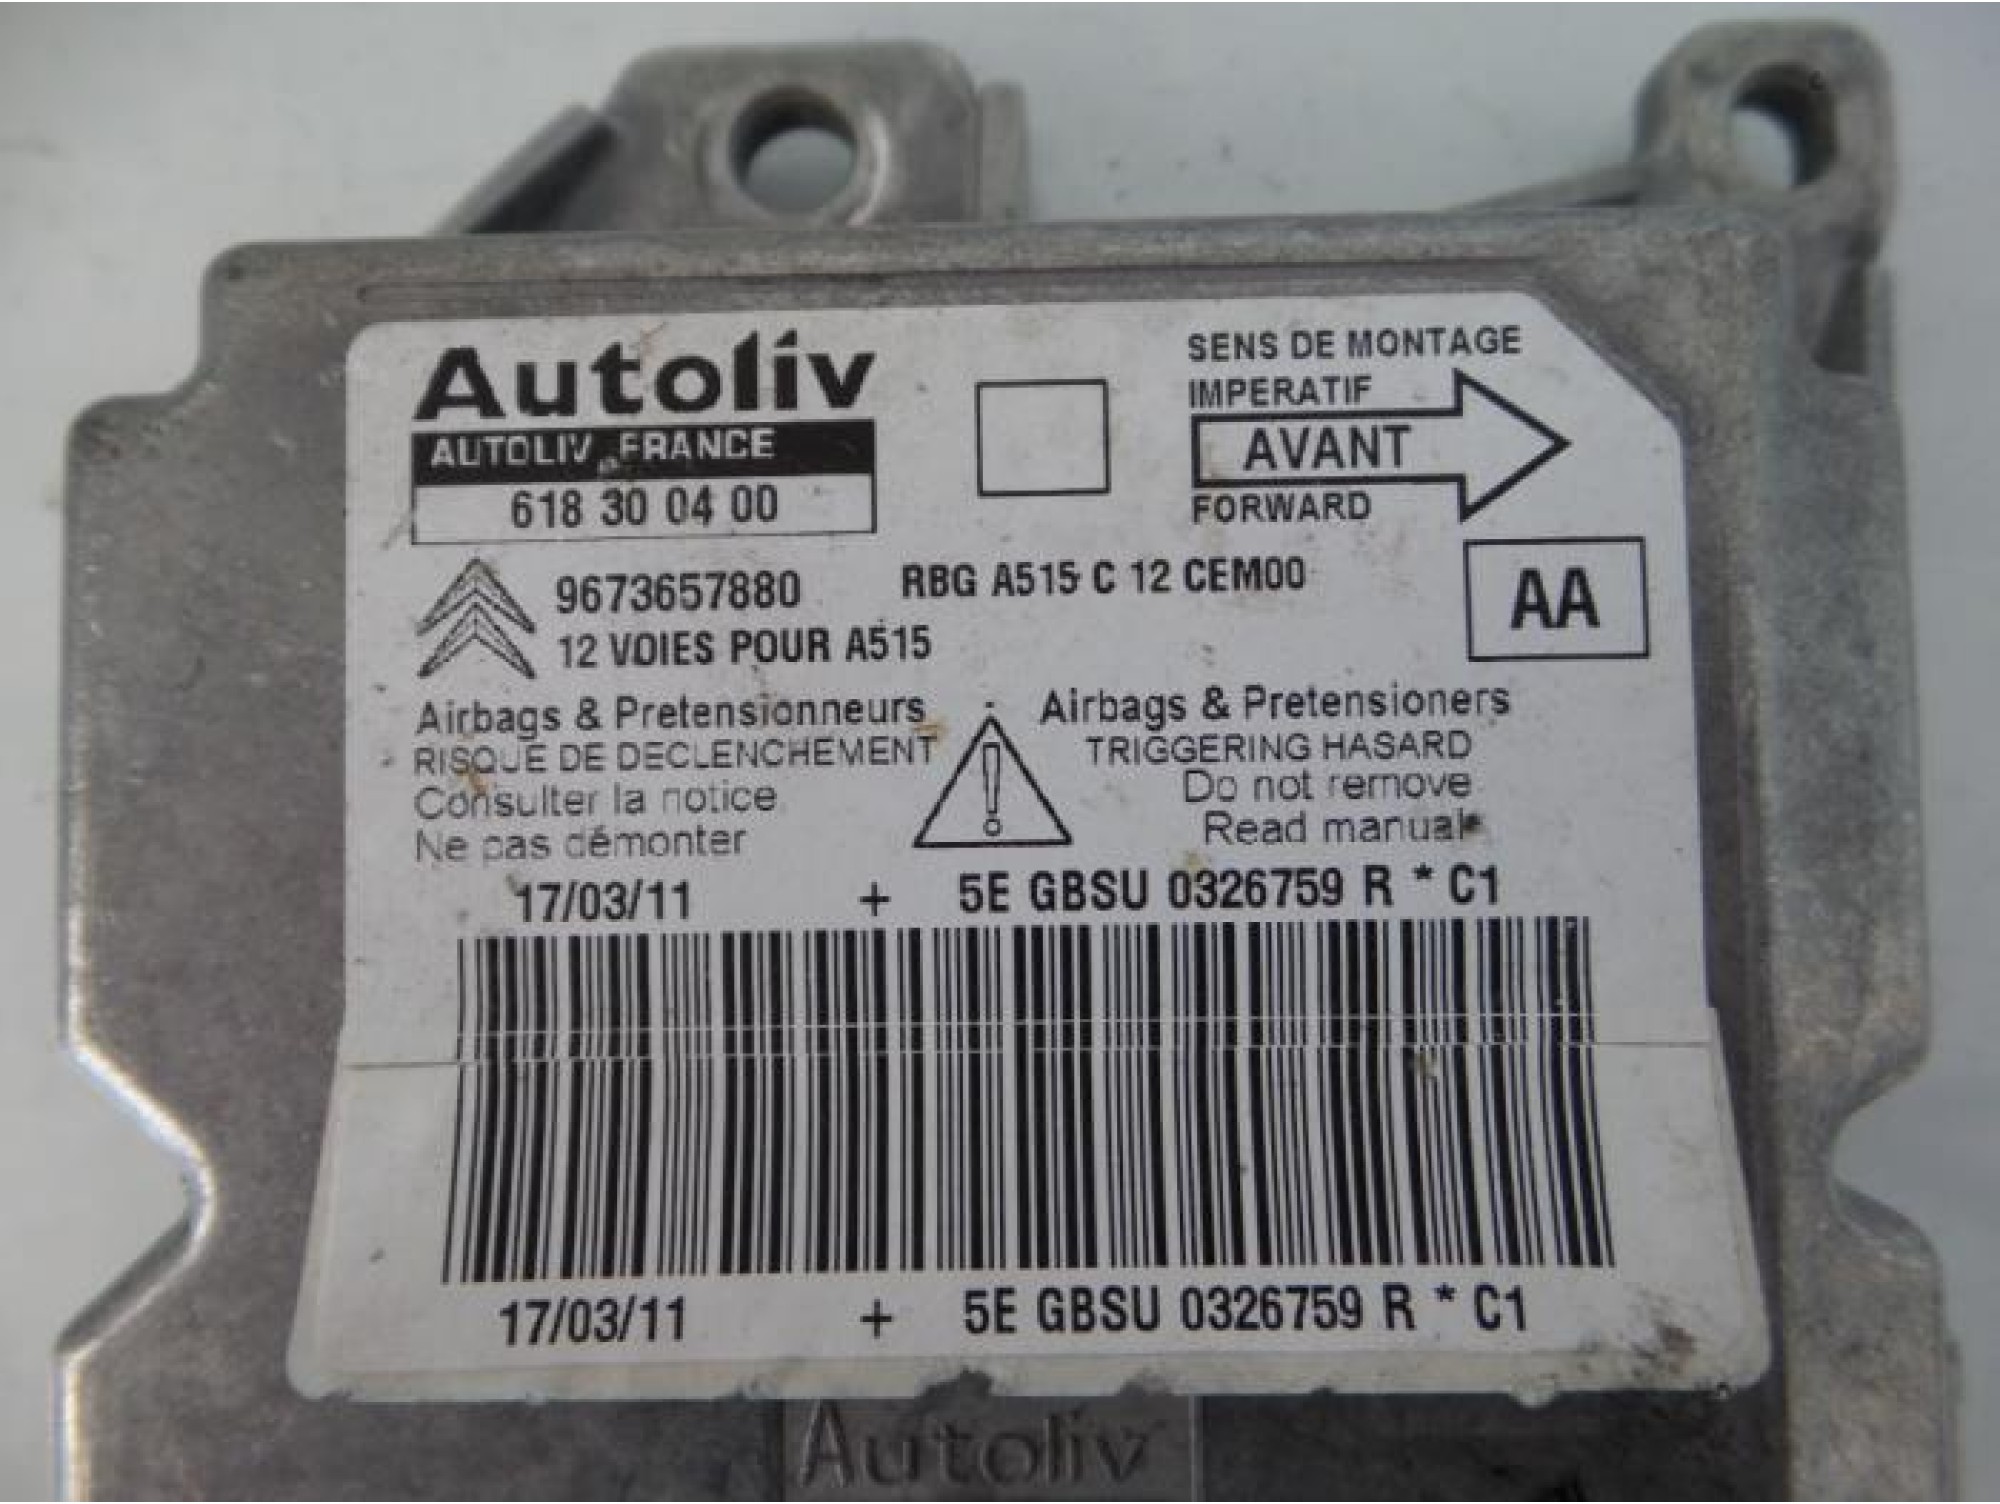 Autoliv
AUTOLIV FRANCE
618 30 04 00
SENS DE MONTAGE
IMPERATIF
AVANT
FORWARD
9673657880 RBG A515 C 12 CEM00
12 VOIES POUR A515
AA
Airbags & Pretensionneurs
RISQUE DE DECLENCHEMENT
Consulter la notice
Ne pas démonter
Airbags & Pretensioners
TRIGGERING HASARD
Do not remove
Read manual
17/03/11 + 5E GBSU 0326759 R * C1
17/03/11 + 5E GBSU 0326759 R * C1
Autoliv